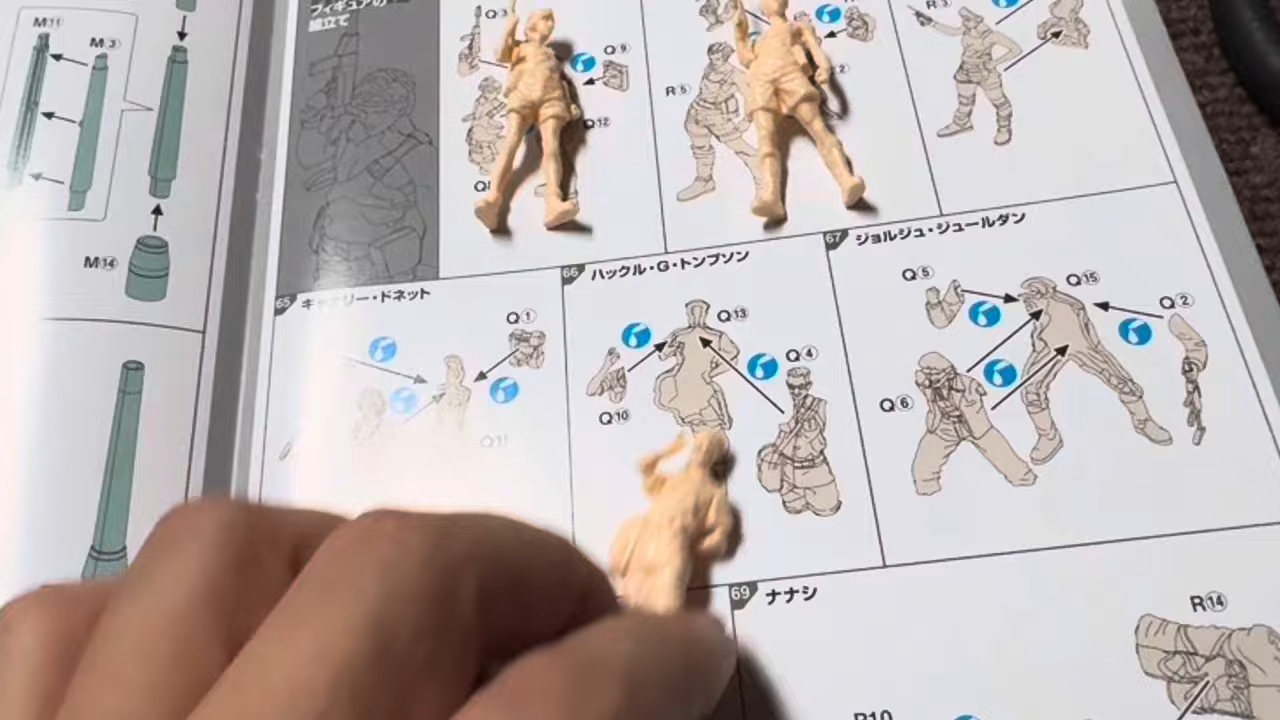 M⑪
M③
M⑭
フィギュアの
組立て
Q③
Q⑨
Q⑫
R⑤
R③
65 キャナリー・ドネット
Q①
66 ハックル・G・トンプソン
Q⑬
Q④
Q⑩
67 ジョルジュ・ジュールダン
Q⑤
Q⑮
Q②
Q⑥
69 ナナシ
R⑭